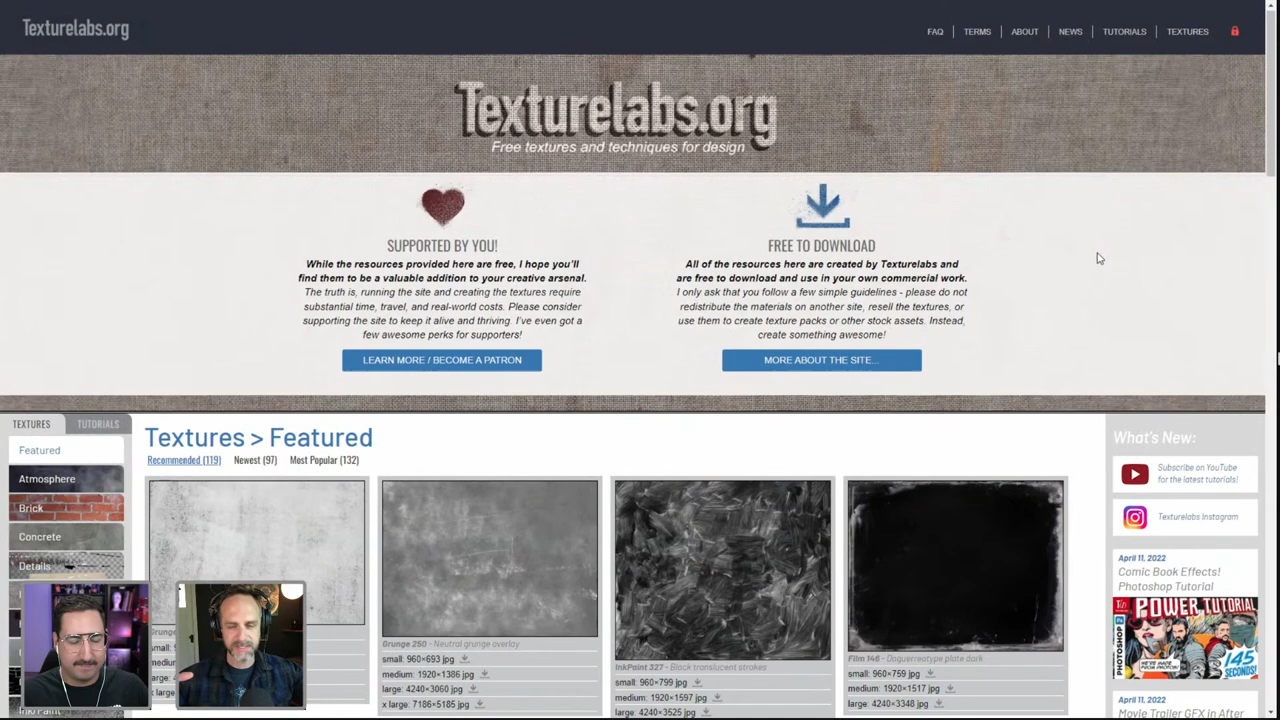 Texturelabs.org
FAQ
TERMS
ABOUT
NEWS
TUTORIALS
TEXTURES
Texturelabs.org
Free textures and techniques for design
SUPPORTED BY YOU!
While the resources provided here are free, I hope you'll
find them to be a valuable addition to your creative arsenal.
The truth is, running the site and creating the textures require
substantial time, travel, and real-world costs. Please consider
supporting the site to keep it alive and thriving. I've even got a
few awesome perks for supporters!
LEARN MORE / BECOME A PATRON
FREE TO DOWNLOAD
All of the resources here are created by Texturelabs and
are free to download and use in your own commercial work.
I only ask that you follow a few simple guidelines - please do not
redistribute the materials on another site, resell the textures, or
use them to create texture packs or other stock assets. Instead,
create something awesome!
MORE ABOUT THE SITE...
TEXTURES
TUTORIALS
Featured
Atmosphere
Brick
Concrete
Details
Ink Paint
Textures > Featured
Recommended (119)
Newest (97)
Most Popular (132)
Grunge
small: 9
medium:
large: 4
x large:
Grunge 250 - Neutral grunge overlay
small: 960×693 jpg
medium: 1920×1386 jpg
large: 4240×3060 jpg
x large: 7186×5185 jpg
InkPaint 327 - Black translucent strokes
small: 960×799 jpg
medium: 1920×1597 jpg
large: 4240×3525 jpg
Film 146 - Daguerreotype plate dark
small: 960×759 jpg
medium: 1920×1517 jpg
large: 4240×3348 jpg
What's New:
Subscribe on YouTube
for the latest tutorials!
Texturelabs Instagram
April 11, 2022
Comic Book Effects!
Photoshop Tutorial
POWER TUTORIAL
PHOTOSHOP
145
SECONDS!
April 11, 2022
Movie Trailer GFX in After